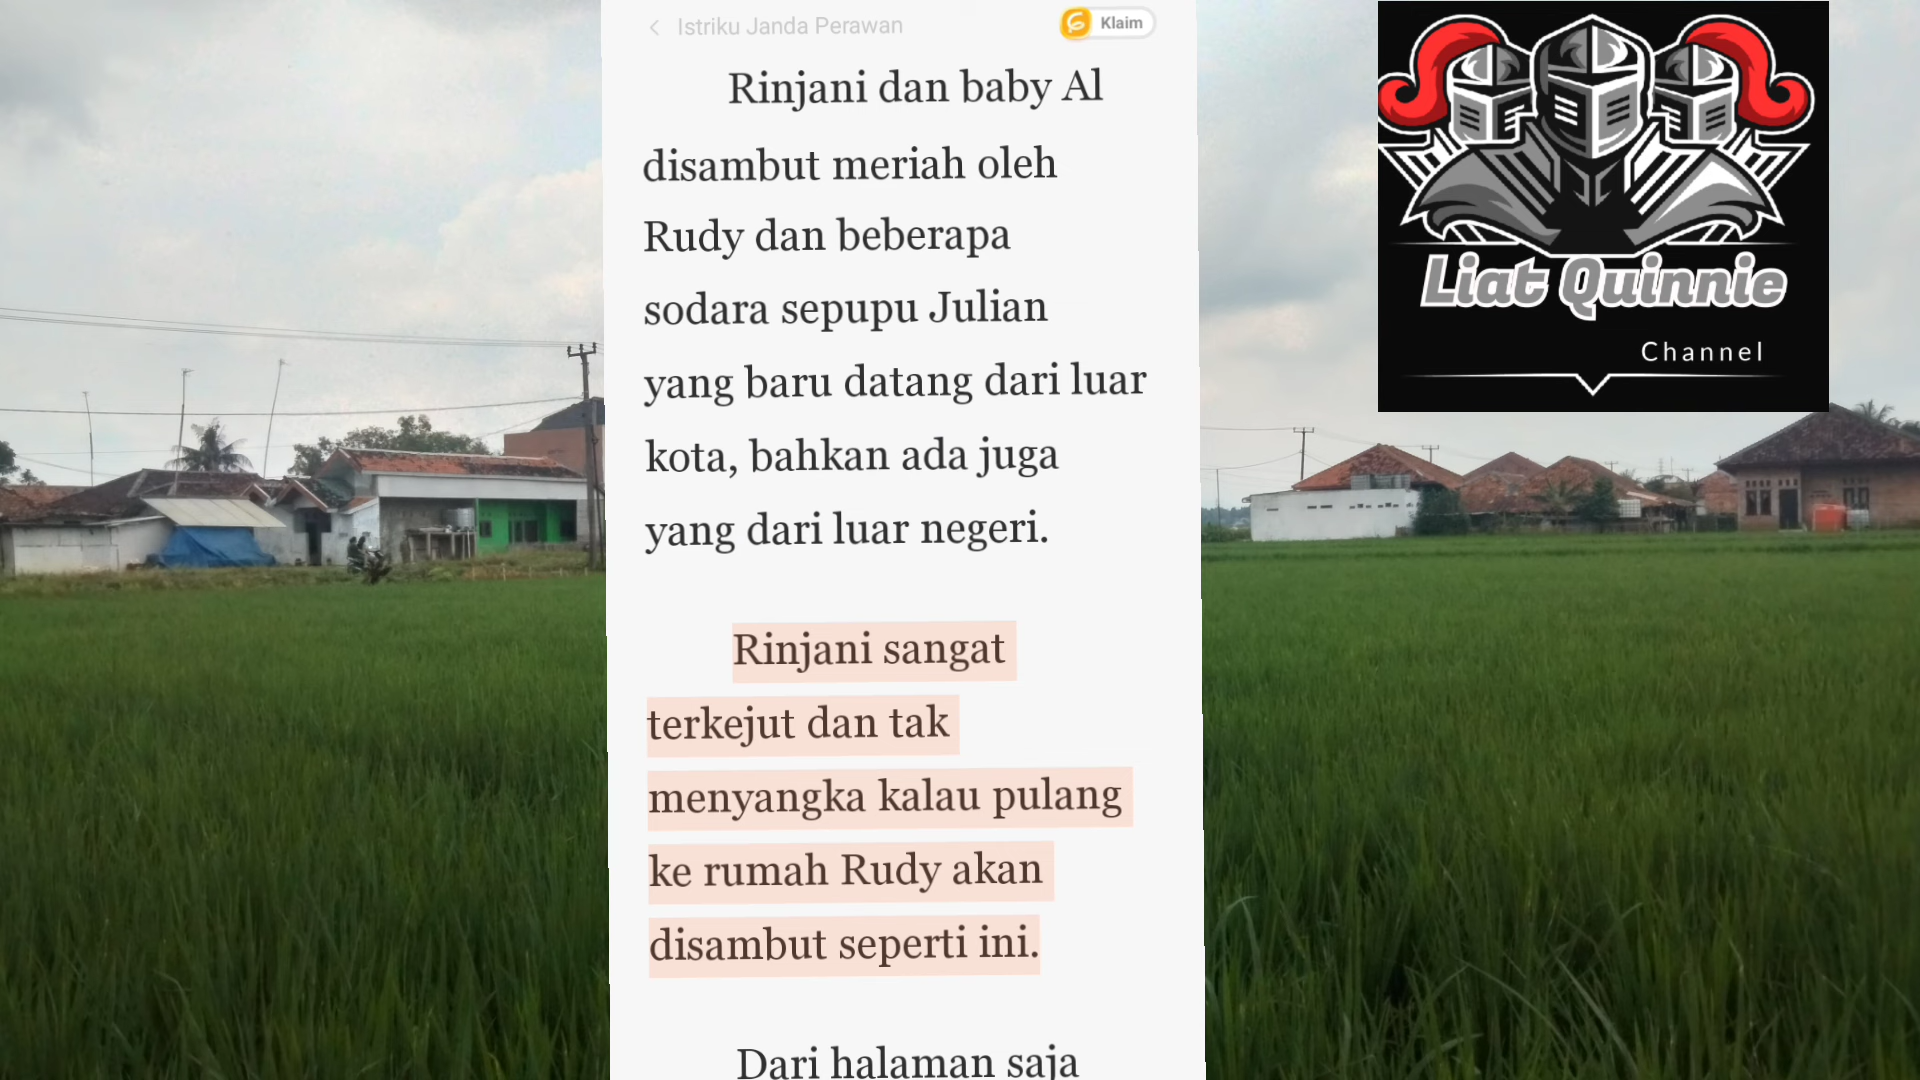 Istriku Janda Perawan
Klaim
Rinjani dan baby Al
disambut meriah oleh
Rudy dan beberapa
sodara sepupu Julian
yang baru datang dari luar
kota, bahkan ada juga
yang dari luar negeri.
Rinjani sangat
terkejut dan tak
menyangka kalau pulang
ke rumah Rudy akan
disambut seperti ini.
Dari halaman saja
Liat Quinnie
Channel